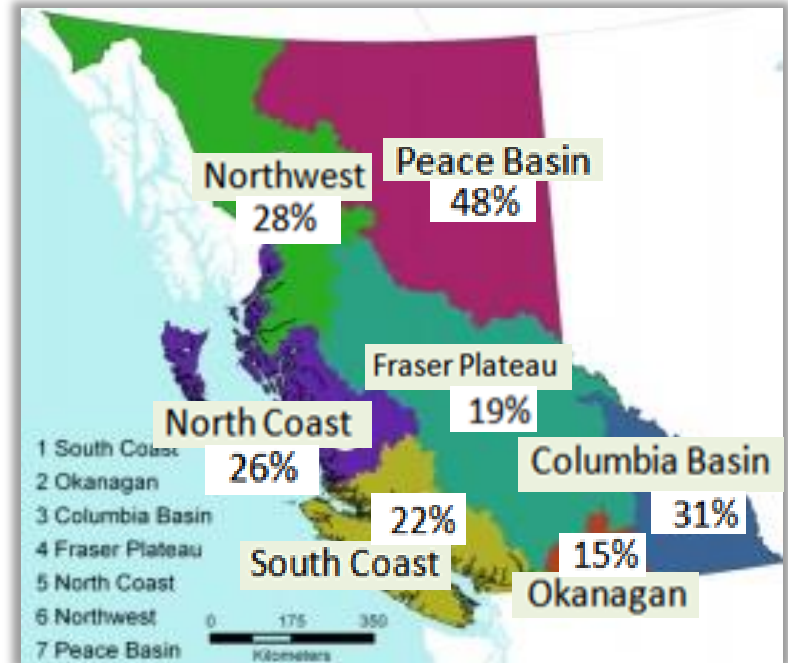 Northwest
28%
Peace Basin
48%
Fraser Plateau
19%
North Coast
26%
Columbia Basin
31%
22%
South Coast
15%
Okanagan
1 South Coast
2 Okanagan
3 Columbia Basin
4 Fraser Plateau
5 North Coast
6 Northwest
7 Peace Basin
0 175 350
Kilometers